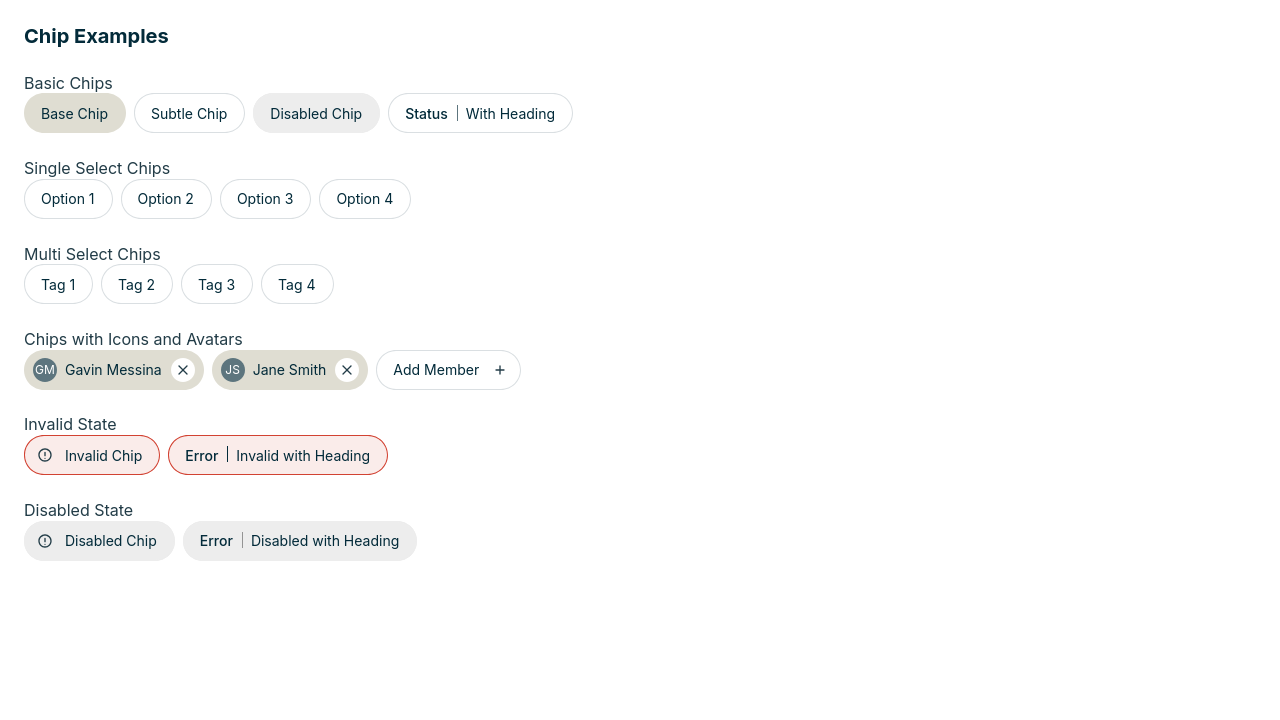 Chip Examples
Basic Chips
Base Chip Subtle Chip Disabled Chip Status With Heading
Single Select Chips
Option 1 Option 2 Option 3 Option 4
Multi Select Chips
Tag 1 Tag 2 Tag 3 Tag 4
Chips with Icons and Avatars
GM Gavin Messina JS Jane Smith Add Member
Invalid State
Invalid Chip Error Invalid with Heading
Disabled State
Disabled Chip Error Disabled with Heading